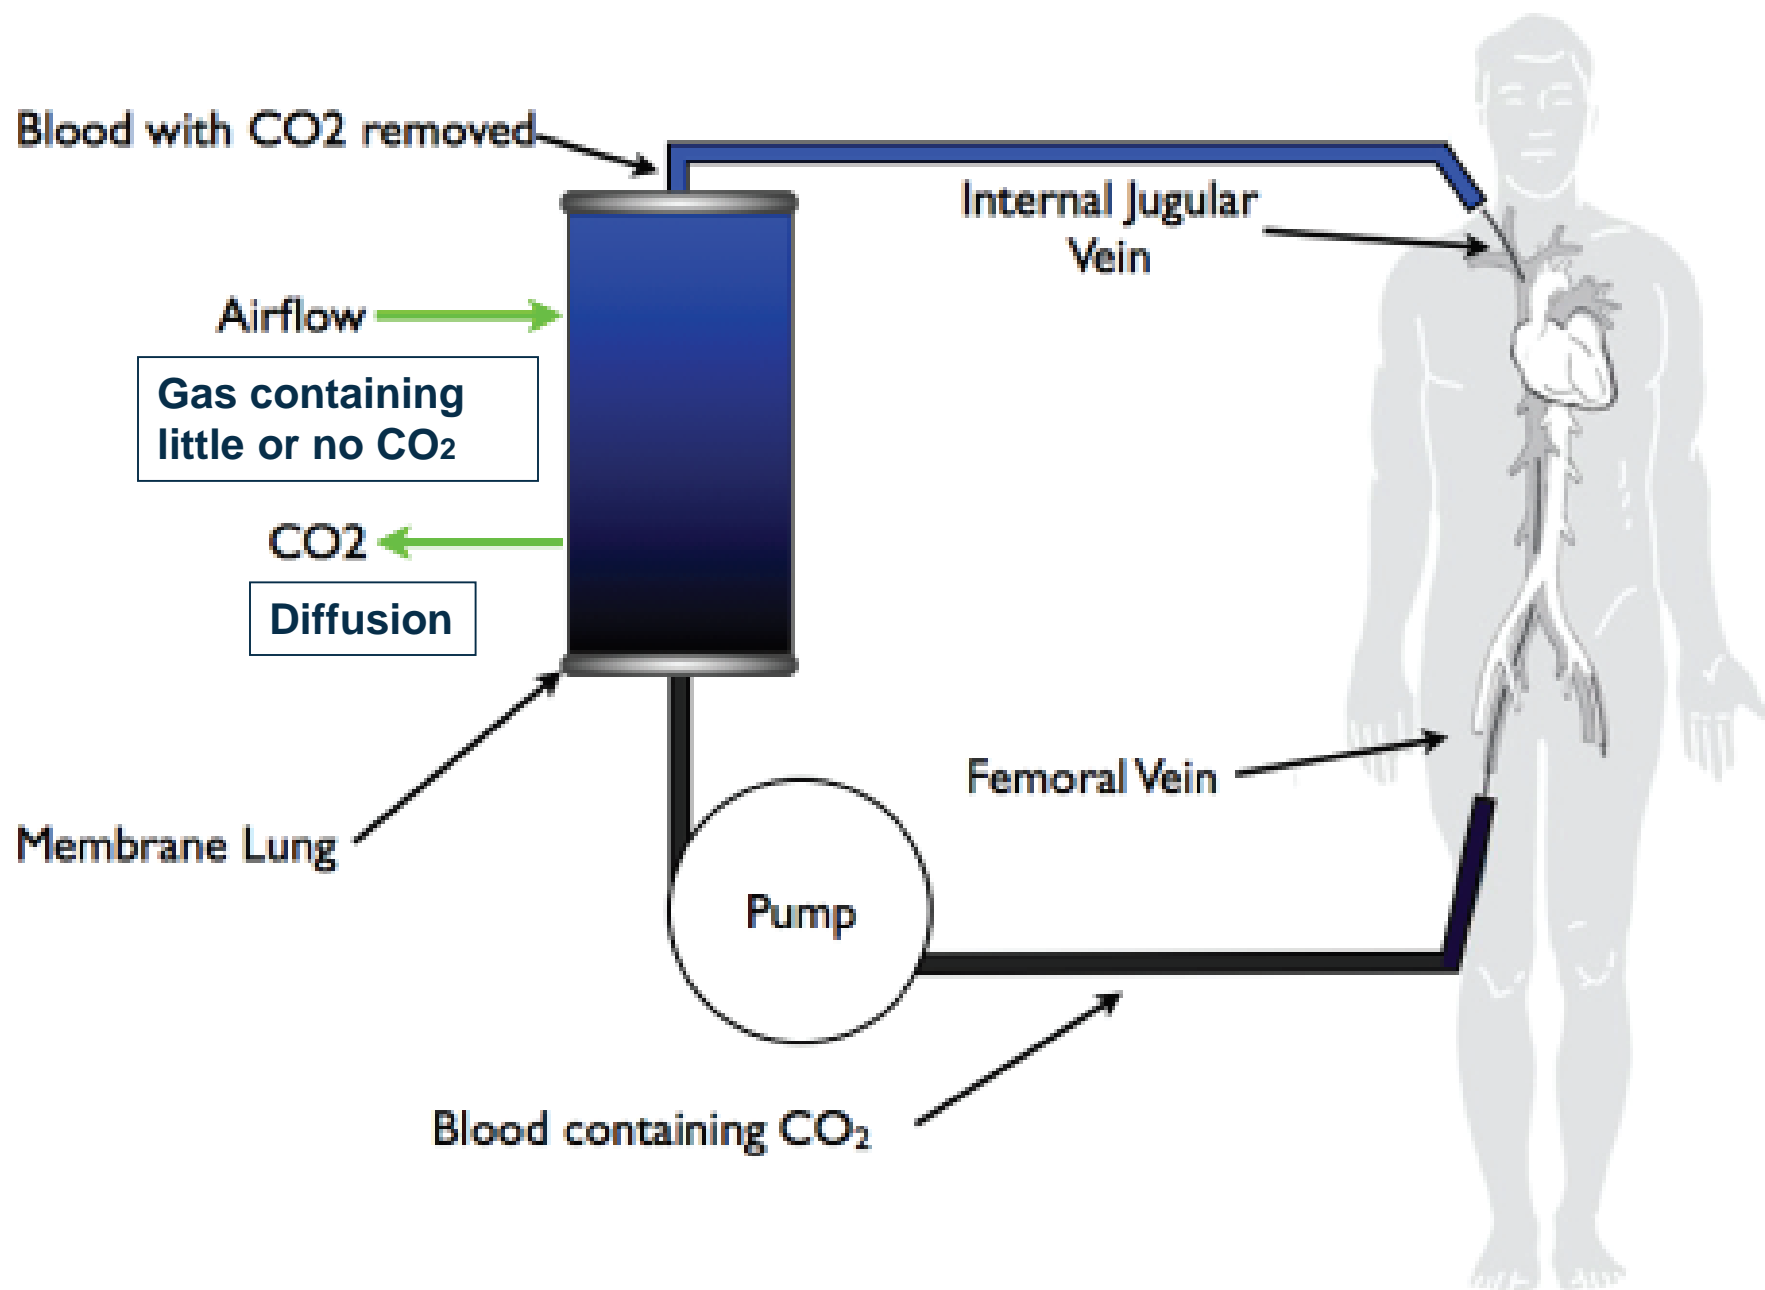 Blood with CO2 removed
Internal Jugular
Vein
Airflow
Gas containing
little or no CO₂
CO2
Diffusion
Femoral Vein
Membrane Lung
Pump
Blood containing CO₂